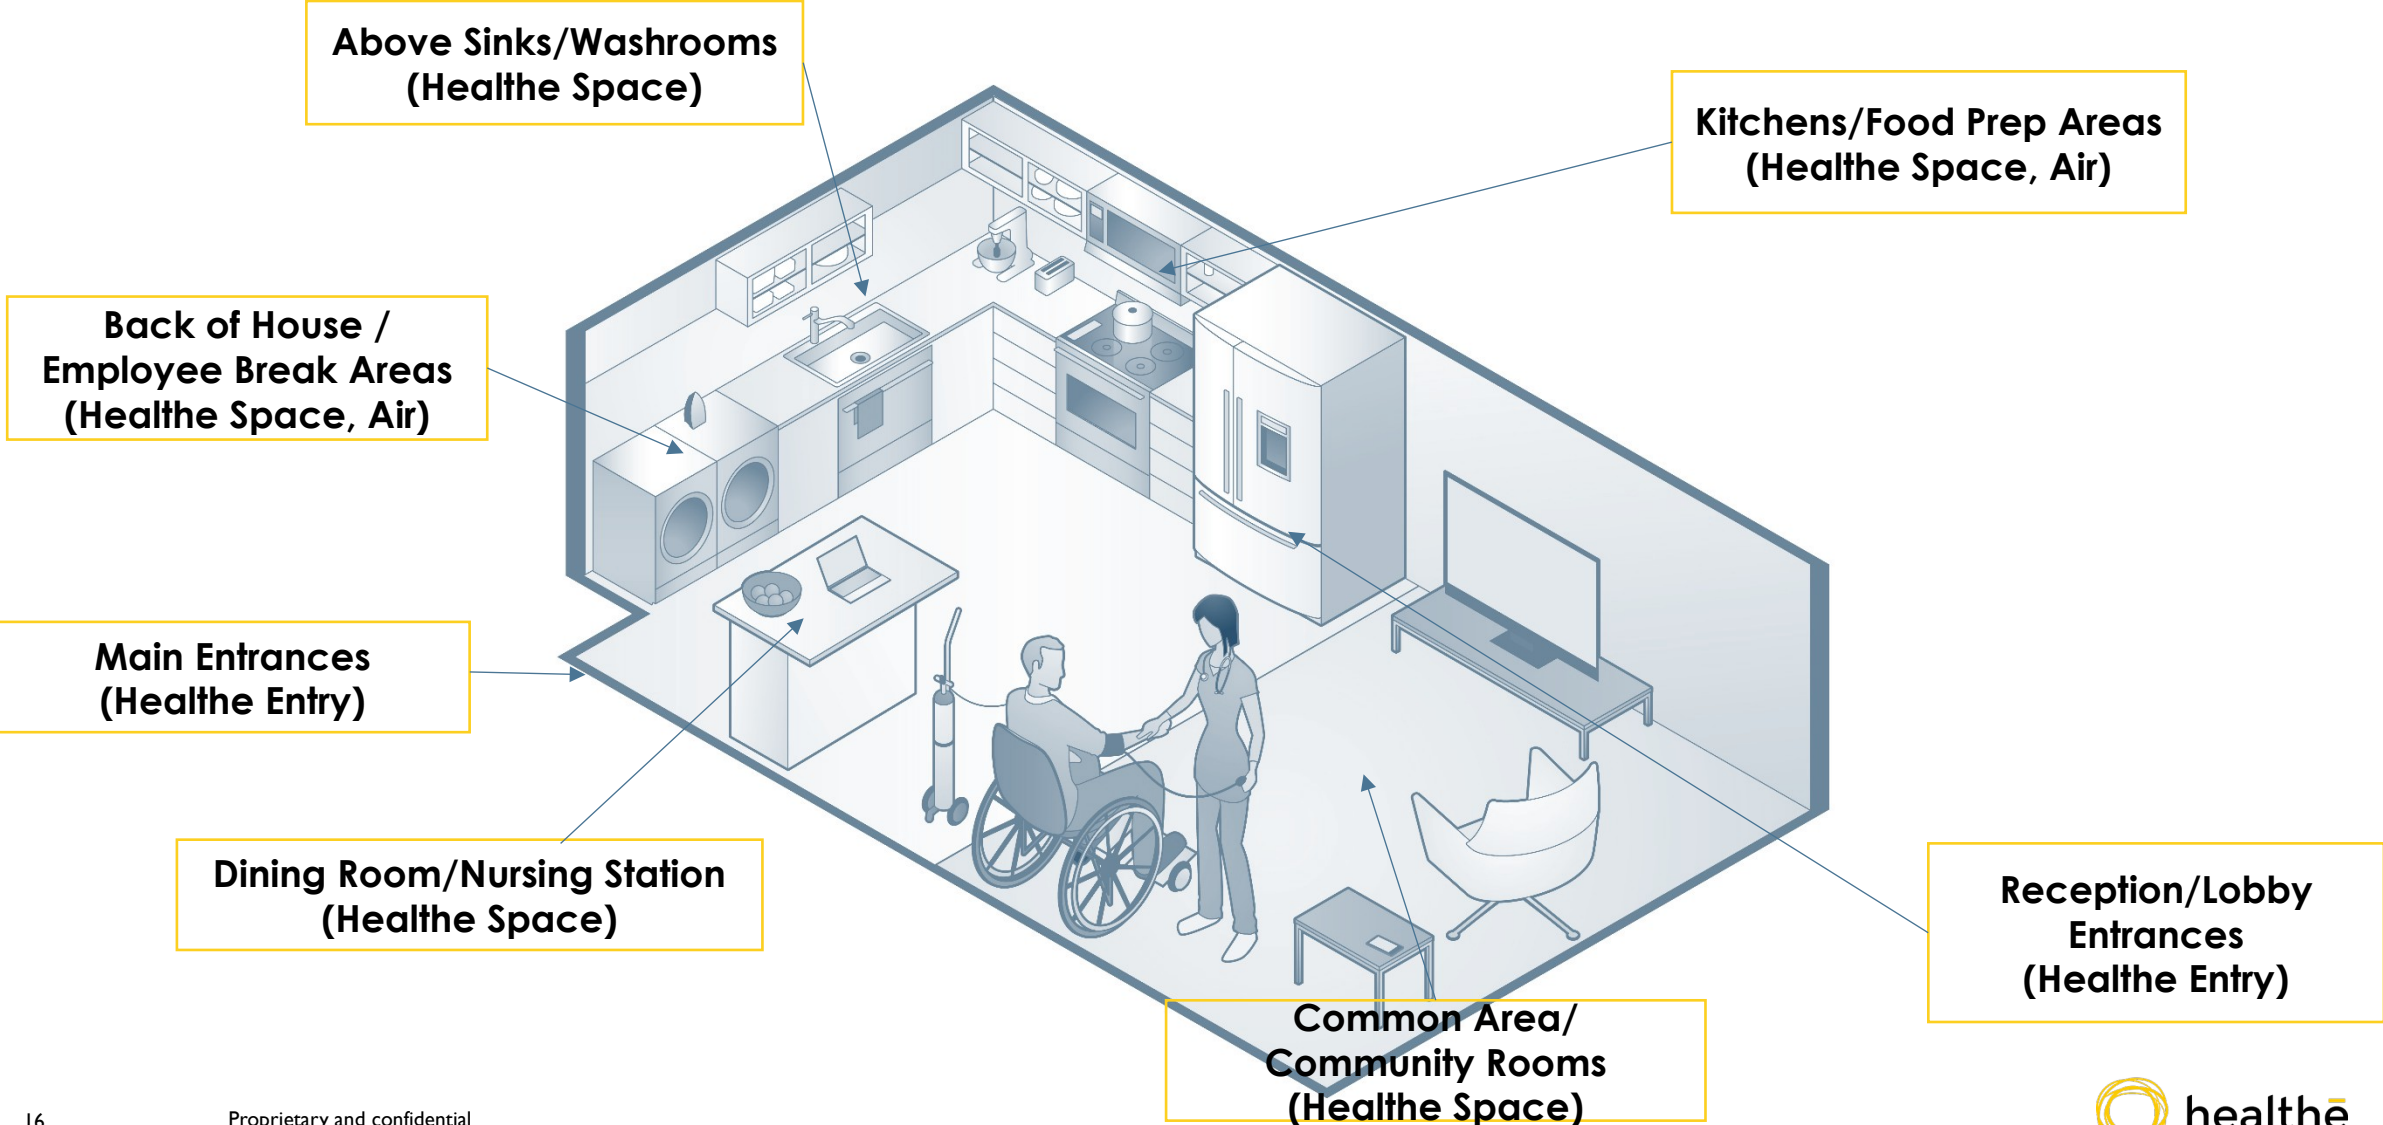 Above Sinks/Washrooms
(Healthe Space)
Kitchens/Food Prep Areas
(Healthe Space, Air)
Back of House /
Employee Break Areas
(Healthe Space, Air)
Main Entrances
(Healthe Entry)
Dining Room/Nursing Station
(Healthe Space)
Reception/Lobby
Entrances
(Healthe Entry)
Common Area/
Community Rooms
(Healthe Space)
16
Proprietary and confidential
healthē